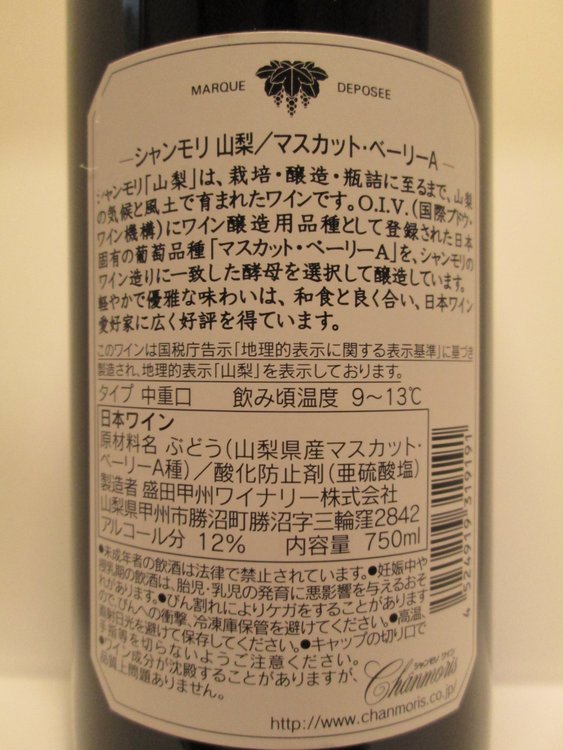 MARQUE DEPOSEE
シャンモリ 山梨／マスカット・ベーリーA
シャンモリ「山梨」は、栽培・醸造・瓶詰に至るまで、山梨
の気候と風土で育まれたワインです。O.I.V.(国際ブドウ・
ワイン機構)にワイン醸造用品種として登録された日本
固有の葡萄品種「マスカット・ベーリーA」を、シャンモリの
ワイン造りに一致した酵母を選択して醸造しています。
軽やかで優雅な味わいは、和食と良く合い、日本ワイン
愛好家に広く好評を得ています。
このワインは国税庁告示「地理的表示に関する表示基準」に基づき
製造され、地理的表示「山梨」を表示しております。
タイプ 中重口 飲み頃温度 9～13℃
日本ワイン
原材料名 ぶどう(山梨県産マスカット・
ベーリーA種)／酸化防止剤(亜硫酸塩)
製造者 盛田甲州ワイナリー株式会社
山梨県甲州市勝沼町勝沼字三輪窪2842
アルコール分 12% 内容量 750ml
●未成年者の飲酒は法律で禁止されています。●妊娠中や
授乳期の飲酒は、胎児・乳児の発育に悪影響を与えるおそ
れがあります。●びん割れによりケガをすることがあります
ので、びんへの衝撃、冷凍庫保管を避けてください。●高温、
直射日光を避けて保存してください。●キャップの切り口で
手指等を切らないようご注意ください。
●ワイン成分が沈殿することがありますが、
品質上問題ありません。
シャンモリ ワイン
Chanmoris
http://www.chanmoris.co.jp/
4 524919 319191